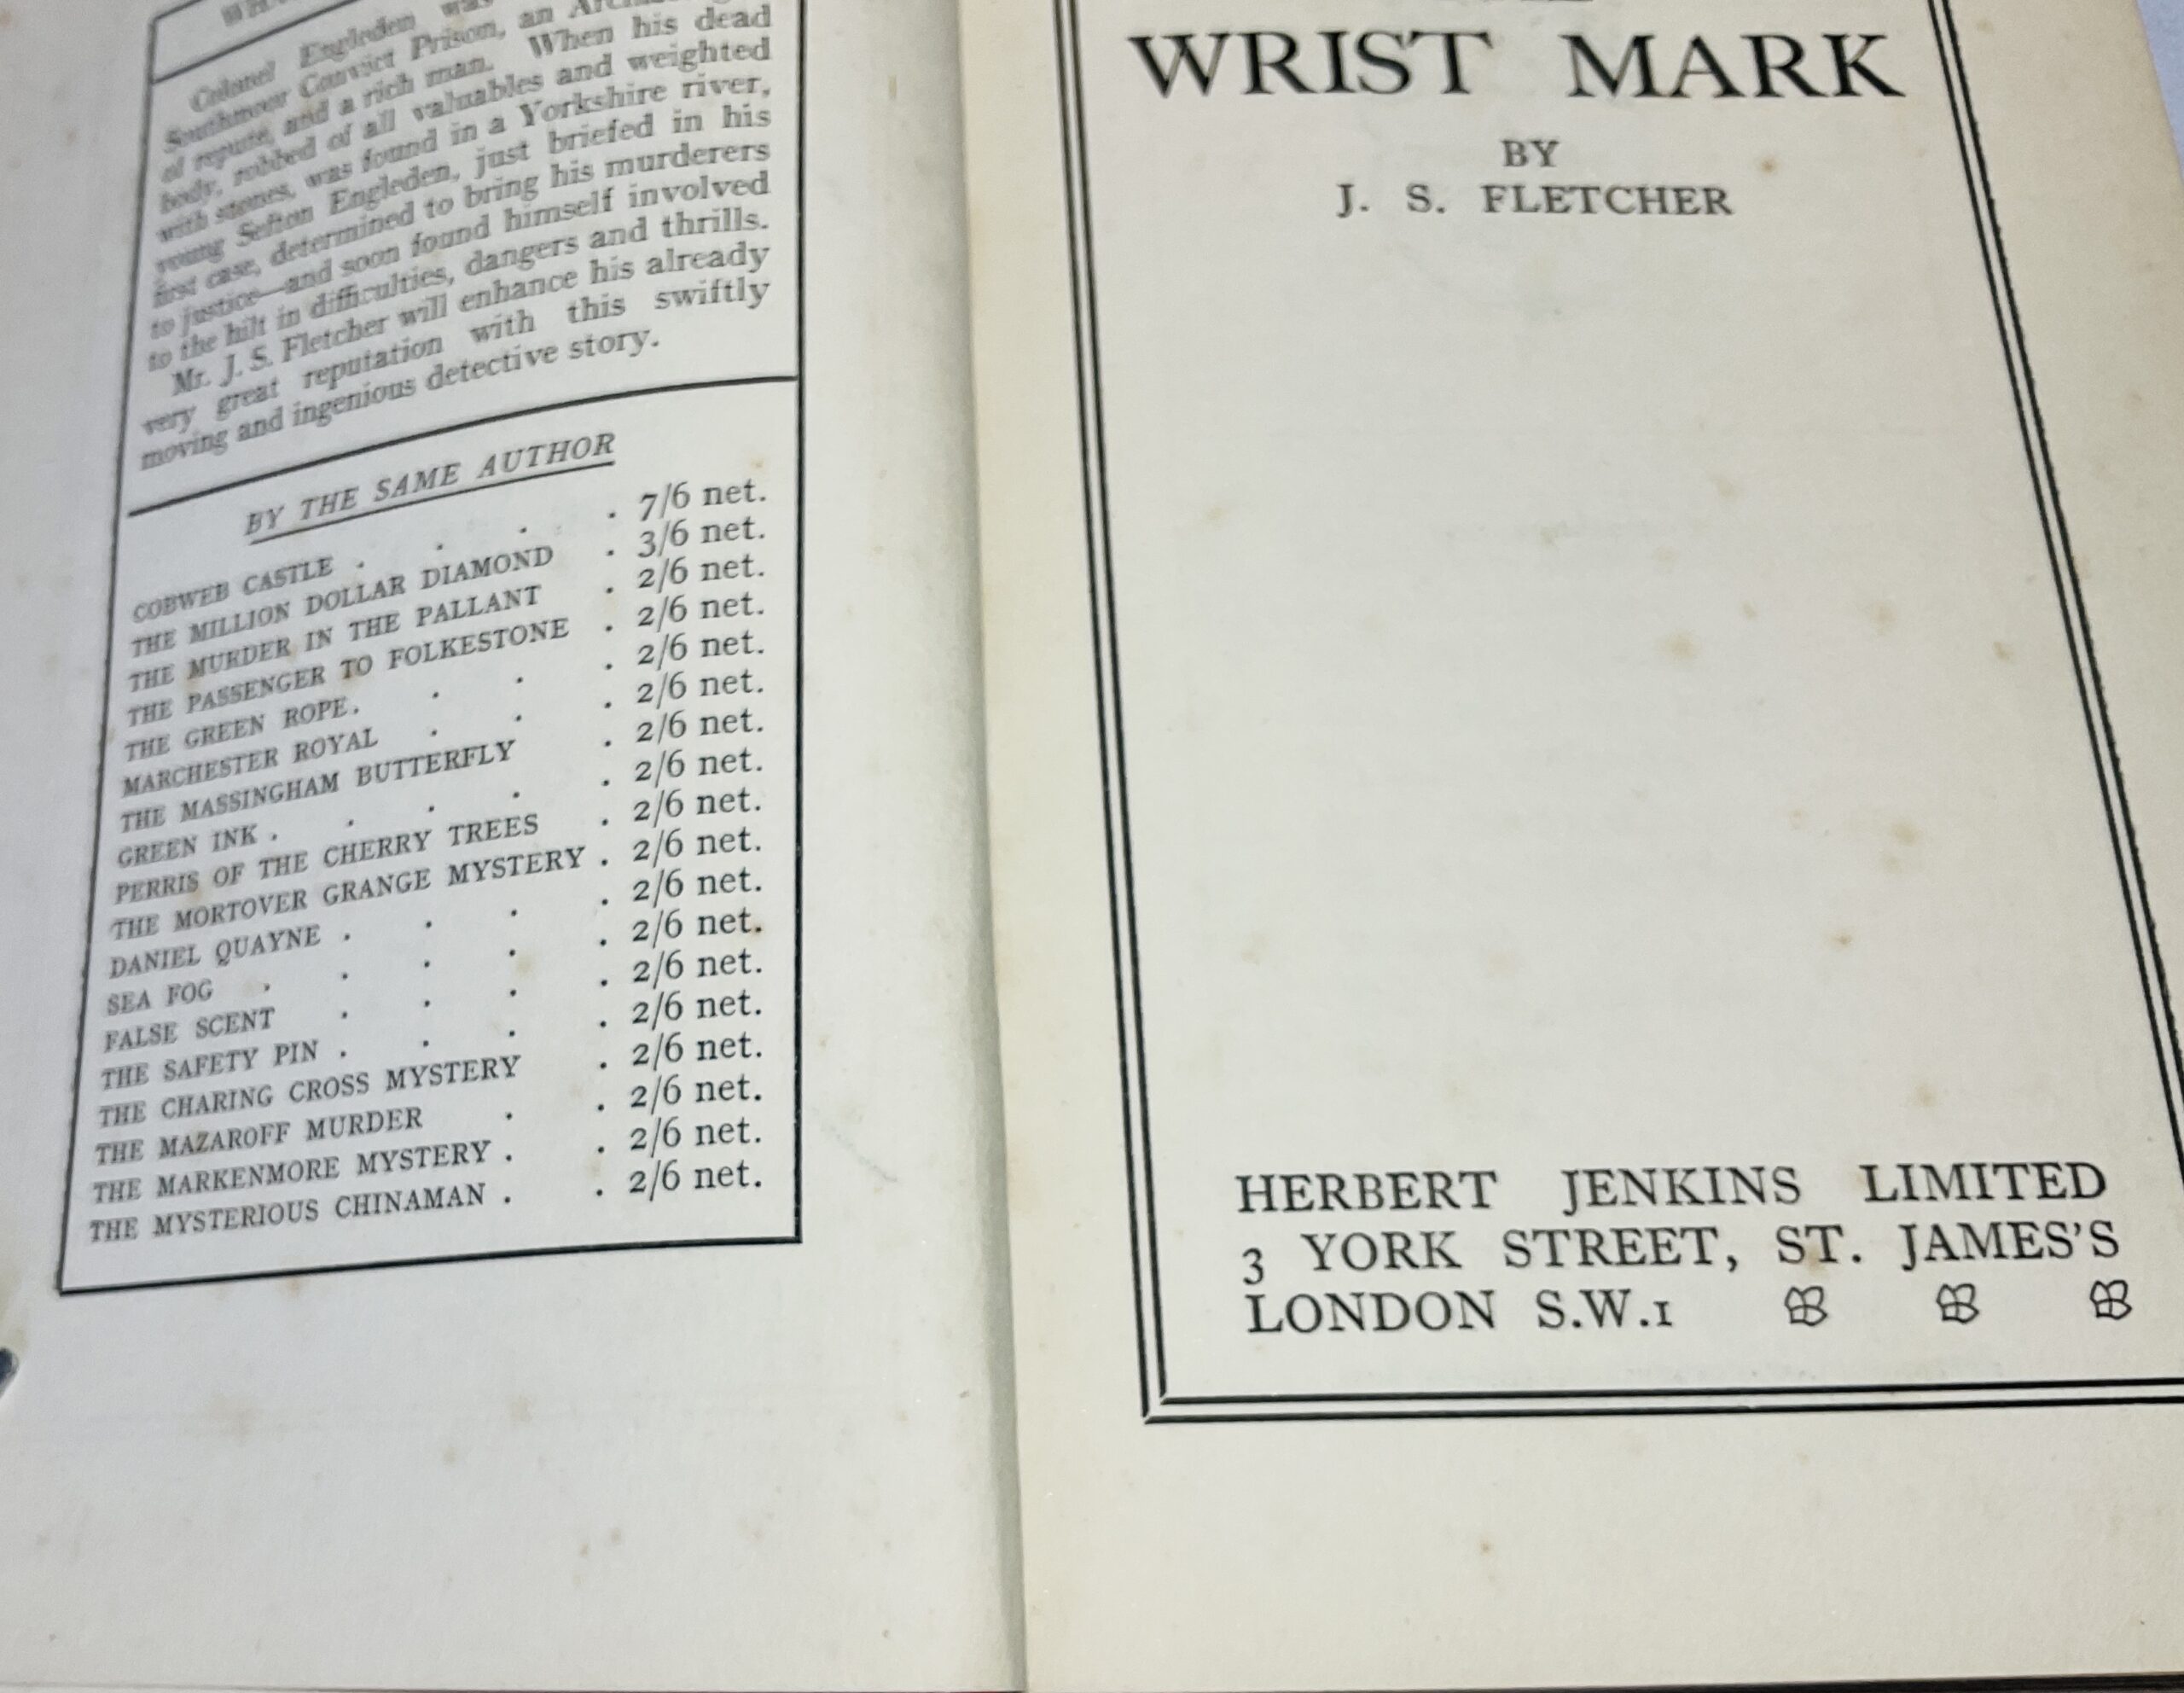 Colonel Engleden was
Southmoor Convict Prison, an
of repute, and a rich man. When his dead
body, robbed of all valuables and weighted
with stones, was found in a Yorkshire river,
young Sefton Engleden, just briefed in his
first case, determined to bring his murderers
to justice—and soon found himself involved
to the hilt in difficulties, dangers and thrills.
Mr. J. S. Fletcher will enhance his already
very great reputation with this swiftly
moving and ingenious detective story.
BY THE SAME AUTHOR
COBWEB CASTLE . . . . 7/6 net.
THE MILLION DOLLAR DIAMOND . 3/6 net.
THE MURDER IN THE PALLANT . 2/6 net.
THE PASSENGER TO FOLKESTONE . 2/6 net.
THE GREEN ROPE . . . . 2/6 net.
MARCHESTER ROYAL . . . 2/6 net.
THE MASSINGHAM BUTTERFLY . 2/6 net.
GREEN INK . . . . . 2/6 net.
PERRIS OF THE CHERRY TREES . 2/6 net.
THE MORTOVER GRANGE MYSTERY . 2/6 net.
DANIEL QUAYNE . . . . 2/6 net.
SEA FOG . . . . . 2/6 net.
FALSE SCENT . . . . 2/6 net.
THE SAFETY PIN . . . . 2/6 net.
THE CHARING CROSS MYSTERY . 2/6 net.
THE MAZAROFF MURDER . . 2/6 net.
THE MARKENMORE MYSTERY . . 2/6 net.
THE MYSTERIOUS CHINAMAN . . 2/6 net.
WRIST MARK
BY
J. S. FLETCHER
HERBERT JENKINS LIMITED
3 YORK STREET, ST. JAMES'S
LONDON S.W.1